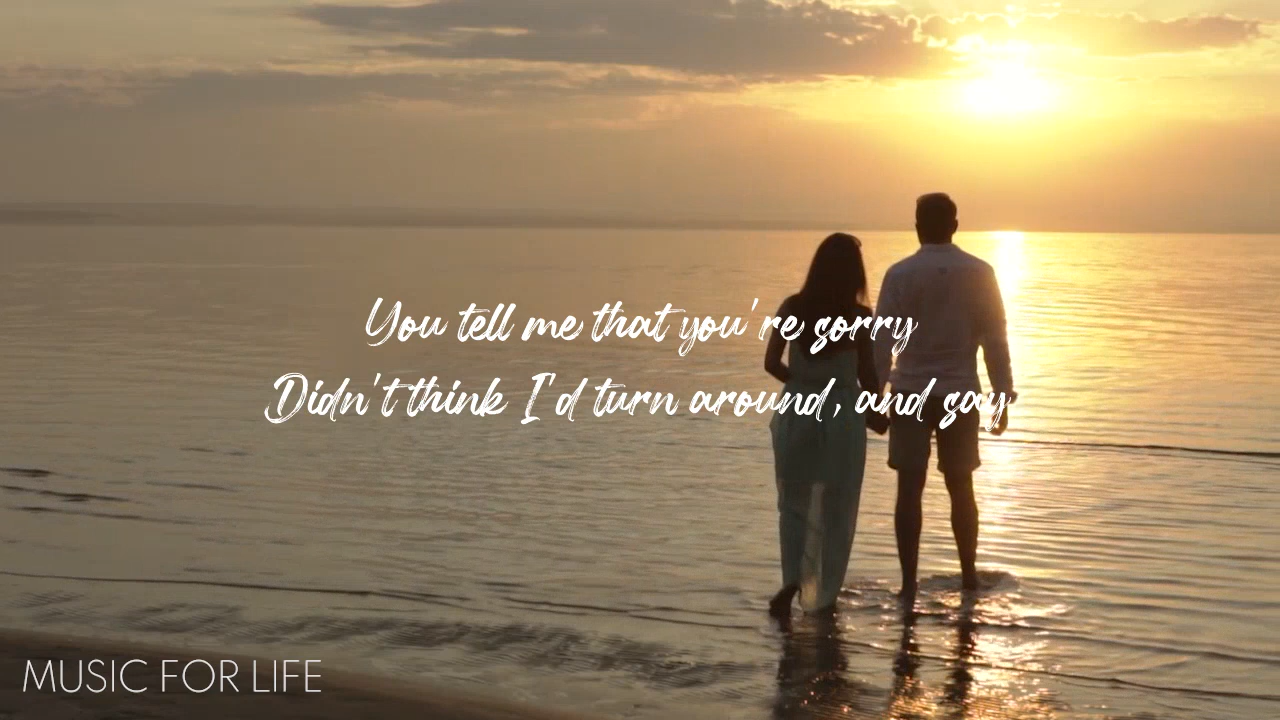 You tell me that you're sorry
Didn't think I'd turn around, and say
MUSIC FOR LIFE